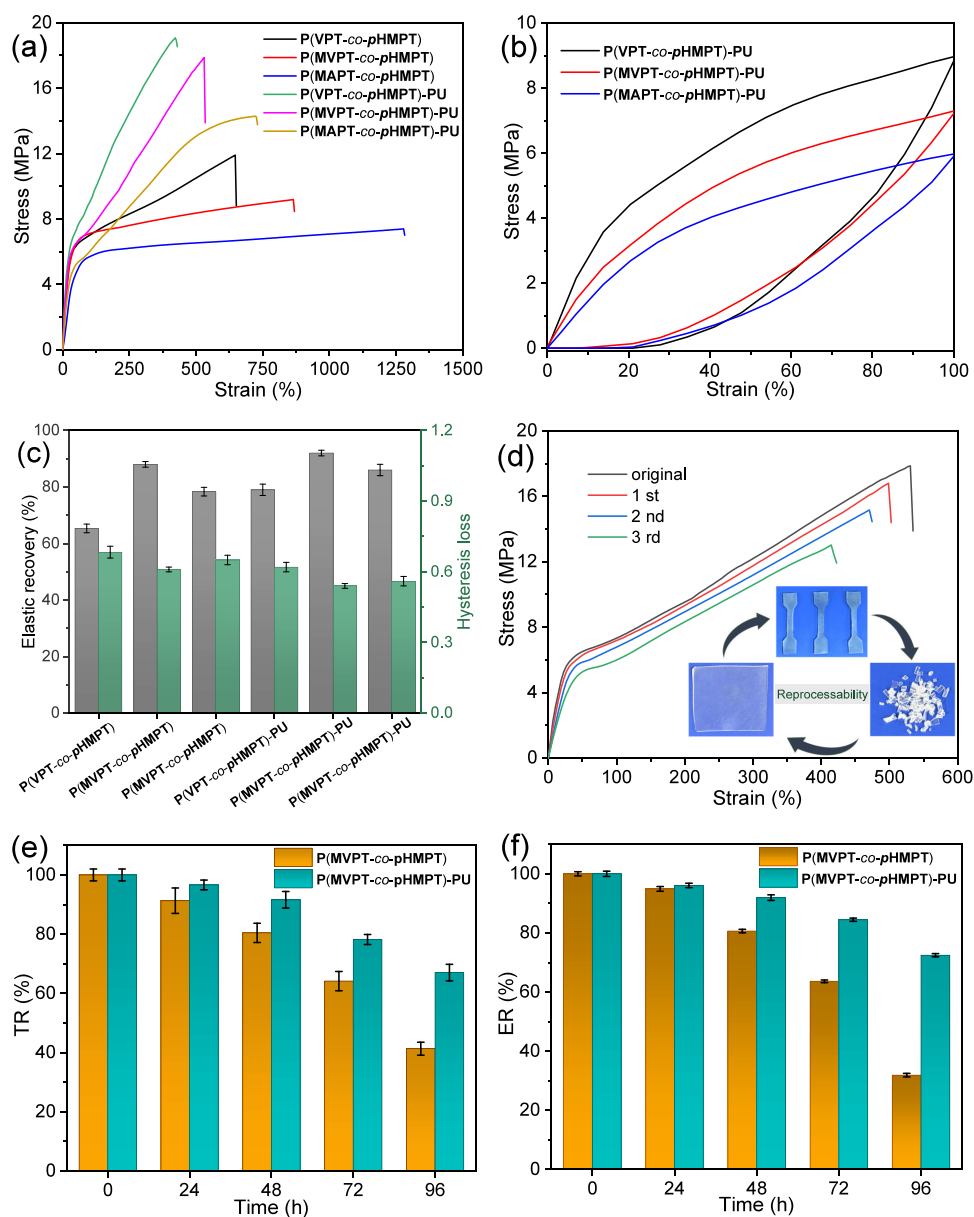 (a)
20
16
12
8
4
0
Stress (MPa)
0 250 500 750 1000 1250 1500
Strain (%)
P(VPT-co-pHMPT)
P(MVPT-co-pHMPT)
P(MAPT-co-pHMPT)
P(VPT-co-pHMPT)-PU
P(MVPT-co-pHMPT)-PU
P(MAPT-co-pHMPT)-PU
(b)
10
8
6
4
2
0
Stress (MPa)
0 20 40 60 80 100
Strain (%)
P(VPT-co-pHMPT)-PU
P(MVPT-co-pHMPT)-PU
P(MAPT-co-pHMPT)-PU
(c)
100
80
60
40
20
0
Elastic recovery (%)
1.2
0.9
0.6
0.3
0.0
Hysteresis loss
P(VPT-co-pHMPT)
P(MVPT-co-pHMPT)
P(MVPT-co-pHMPT)
P(VPT-co-pHMPT)-PU
P(MVPT-co-pHMPT)-PU
P(MVPT-co-pHMPT)-PU
(d)
20
16
12
8
4
0
Stress (MPa)
0 100 200 300 400 500 600
Strain (%)
original
1 st
2 nd
3 rd
Reprocessability
(e)
120
100
80
60
40
20
0
TR (%)
0 24 48 72 96
Time (h)
P(MVPT-co-pHMPT)
P(MVPT-co-pHMPT)-PU
(f)
120
100
80
60
40
20
0
ER (%)
0 24 48 72 96
Time (h)
P(MVPT-co-pHMPT)
P(MVPT-co-pHMPT)-PU